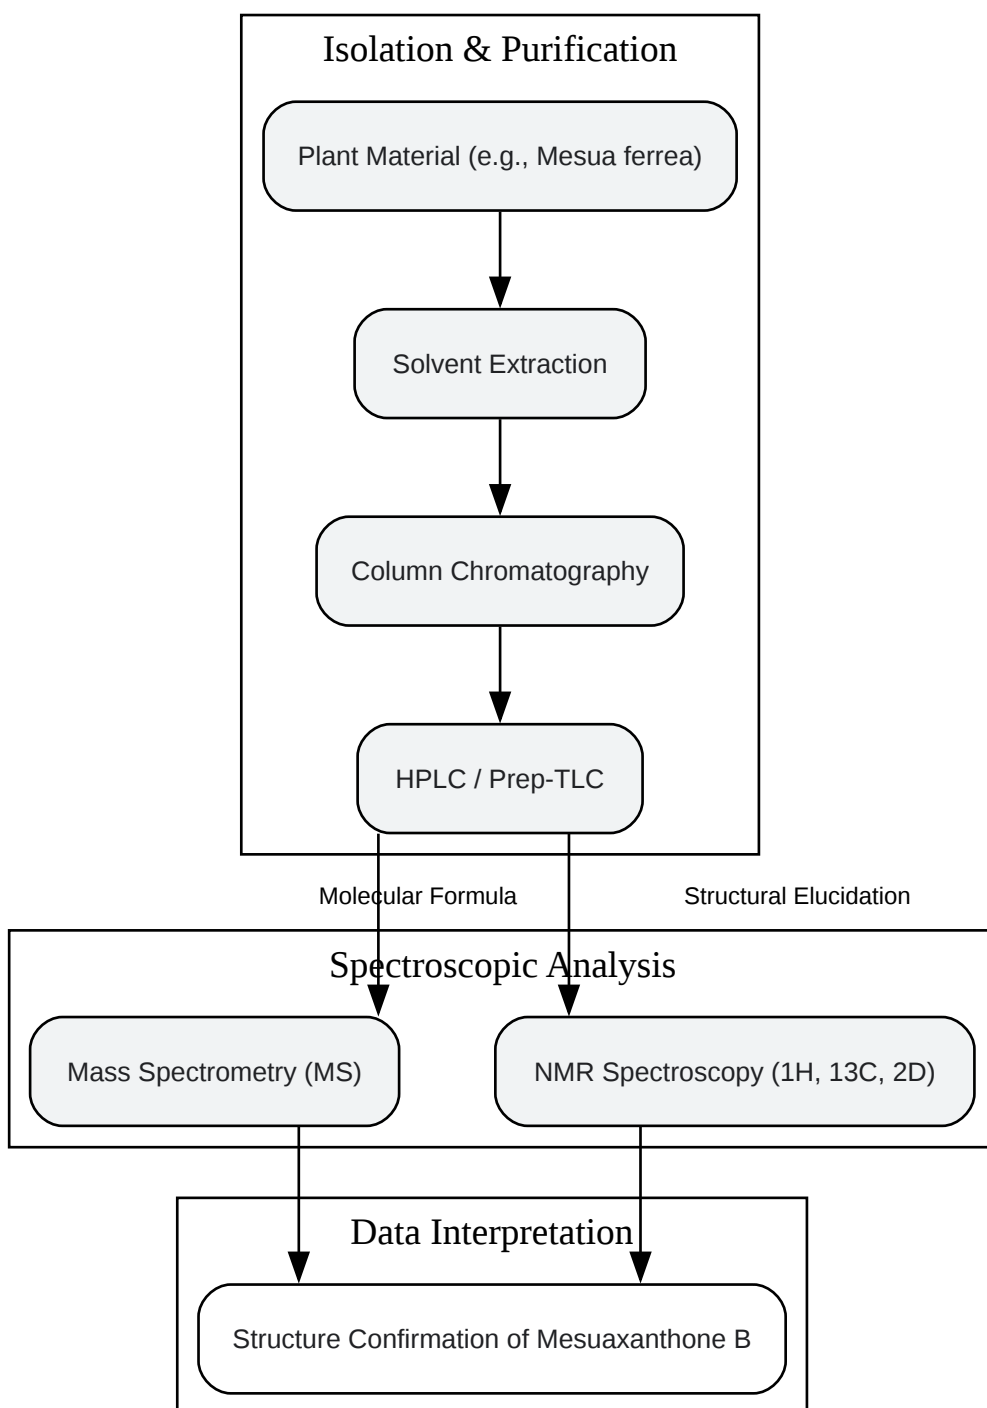 Isolation & Purification
Plant Material (e.g., Mesua ferrea)
Solvent Extraction
Column Chromatography
HPLC / Prep-TLC
Molecular Formula
Structural Elucidation
Spectroscopic Analysis
Mass Spectrometry (MS)
NMR Spectroscopy (1H, 13C, 2D)
Data Interpretation
Structure Confirmation of Mesuaxanthone B